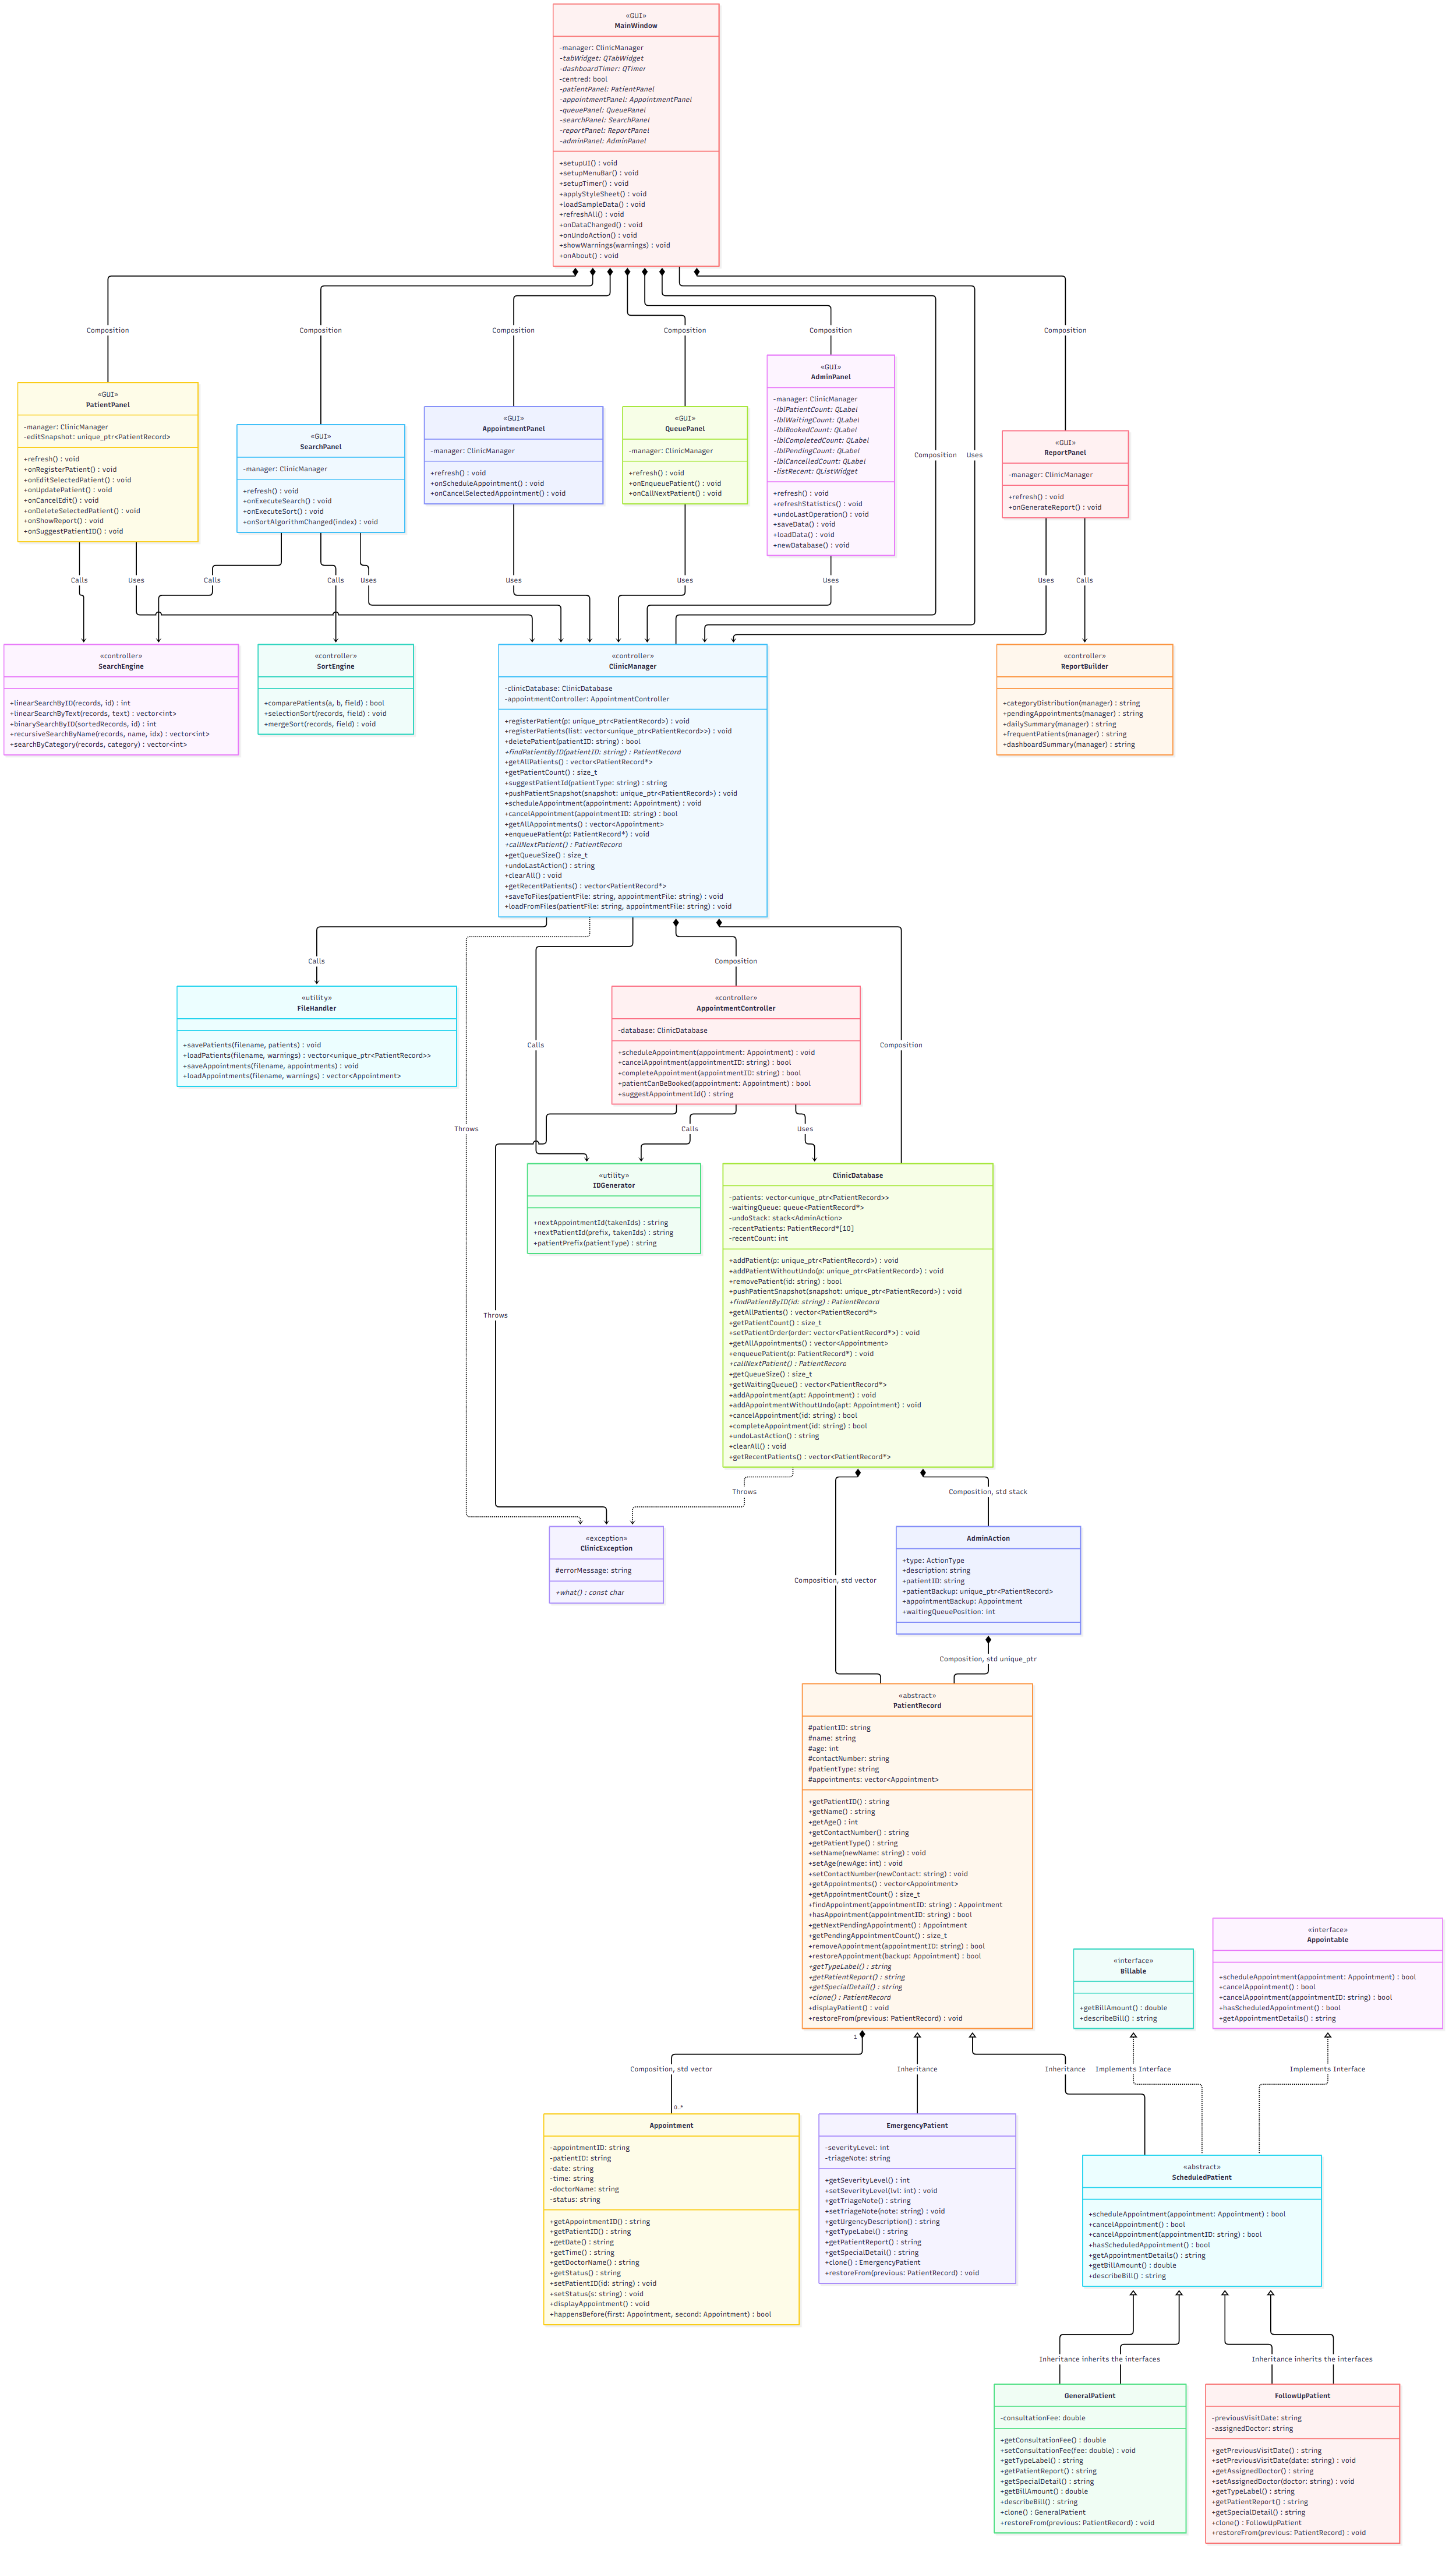 «GUI»
MainWindow
-manager: ClinicManager
-tabWidget: QTabWidget
-dashboardTimer: QTimer
-centred: bool
-patientPanel: PatientPanel
-appointmentPanel: AppointmentPanel
-queuePanel: QueuePanel
-searchPanel: SearchPanel
-reportPanel: ReportPanel
-adminPanel: AdminPanel
+setupUI() : void
+setupMenuBar() : void
+setupTimer() : void
+applyStyleSheet() : void
+loadSampleData() : void
+refreshAll() : void
+onDataChanged() : void
+onUndoAction() : void
+showWarnings(warnings) : void
+onAbout() : void
Composition
Composition
Composition
Composition
Composition
Composition
«GUI»
PatientPanel
-manager: ClinicManager
-editSnapshot: unique_ptr<PatientRecord>
+refresh() : void
+onRegisterPatient() : void
+onEditSelectedPatient() : void
+onUpdatePatient() : void
+onCancelEdit() : void
+onDeleteSelectedPatient() : void
+onShowReport() : void
+onSuggestPatientID() : void
«GUI»
SearchPanel
-manager: ClinicManager
+refresh() : void
+onExecuteSearch() : void
+onExecuteSort() : void
+onSortAlgorithmChanged(index) : void
«GUI»
AppointmentPanel
-manager: ClinicManager
+refresh() : void
+onScheduleAppointment() : void
+onCancelSelectedAppointment() : void
«GUI»
QueuePanel
-manager: ClinicManager
+refresh() : void
+onEnqueuePatient() : void
+onCallNextPatient() : void
«GUI»
AdminPanel
-manager: ClinicManager
-lblPatientCount: QLabel
-lblWaitingCount: QLabel
-lblBookedCount: QLabel
-lblCompletedCount: QLabel
-lblPendingCount: QLabel
-lblCancelledCount: QLabel
-listRecent: QListWidget
+refresh() : void
+refreshStatistics() : void
+undoLastOperation() : void
+saveData() : void
+loadData() : void
+newDatabase() : void
Composition
Uses
«GUI»
ReportPanel
-manager: ClinicManager
+refresh() : void
+onGenerateReport() : void
Calls
Uses
Calls
Calls
Uses
Uses
Uses
Uses
Uses
Calls
«controller»
SearchEngine
+linearSearchByID(records, id) : int
+linearSearchByText(records, text) : vector<int>
+binarySearchByID(sortedRecords, id) : int
+recursiveSearchByName(records, name, idx) : vector<int>
+searchByCategory(records, category) : vector<int>
«controller»
SortEngine
+comparePatients(a, b, field) : bool
+selectionSort(records, field) : void
+mergeSort(records, field) : void
«controller»
ClinicManager
-clinicDatabase: ClinicDatabase
-appointmentController: AppointmentController
+registerPatient(p: unique_ptr<PatientRecord>) : void
+registerPatients(list: vector<unique_ptr<PatientRecord>>) : void
+deletePatient(patientID: string) : bool
+findPatientByID(patientID: string) : PatientRecord
+getAllPatients() : vector<PatientRecord*>
+getPatientCount() : size_t
+suggestPatientId(patientType: string) : string
+pushPatientSnapshot(snapshot: unique_ptr<PatientRecord>) : void
+scheduleAppointment(appointment: Appointment) : void
+cancelAppointment(appointmentID: string) : bool
+getAllAppointments() : vector<Appointment>
+enqueuePatient(p: PatientRecord*) : void
+callNextPatient() : PatientRecord
+getQueueSize() : size_t
+undoLastAction() : string
+clearAll() : void
+getRecentPatients() : vector<PatientRecord*>
+saveToFiles(patientFile: string, appointmentFile: string) : void
+loadFromFiles(patientFile: string, appointmentFile: string) : void
«controller»
ReportBuilder
+categoryDistribution(manager) : string
+pendingAppointments(manager) : string
+dailySummary(manager) : string
+frequentPatients(manager) : string
+dashboardSummary(manager) : string
Calls
Composition
«utility»
FileHandler
+savePatients(filename, patients) : void
+loadPatients(filename, warnings) : vector<unique_ptr<PatientRecord>>
+saveAppointments(filename, appointments) : void
+loadAppointments(filename, warnings) : vector<Appointment>
Calls
«controller»
AppointmentController
-database: ClinicDatabase
+scheduleAppointment(appointment: Appointment) : void
+cancelAppointment(appointmentID: string) : bool
+completeAppointment(appointmentID: string) : bool
+patientCanBeBooked(appointment: Appointment) : bool
+suggestAppointmentId() : string
Composition
Throws
Calls
Uses
«utility»
IDGenerator
+nextAppointmentId(takenIds) : string
+nextPatientId(prefix, takenIds) : string
+patientPrefix(patientType) : string
ClinicDatabase
-patients: vector<unique_ptr<PatientRecord>>
-waitingQueue: queue<PatientRecord*>
-undoStack: stack<AdminAction>
-recentPatients: PatientRecord*[10]
-recentCount: int
+addPatient(p: unique_ptr<PatientRecord>) : void
+addPatientWithoutUndo(p: unique_ptr<PatientRecord>) : void
+removePatient(id: string) : bool
+pushPatientSnapshot(snapshot: unique_ptr<PatientRecord>) : void
+findPatientByID(id: string) : PatientRecord
+getAllPatients() : vector<PatientRecord*>
+getPatientCount() : size_t
+setPatientOrder(order: vector<PatientRecord*>) : void
+getAllAppointments() : vector<Appointment>
+enqueuePatient(p: PatientRecord*) : void
+callNextPatient() : PatientRecord
+getQueueSize() : size_t
+getWaitingQueue() : vector<PatientRecord*>
+addAppointment(apt: Appointment) : void
+addAppointmentWithoutUndo(apt: Appointment) : void
+cancelAppointment(id: string) : bool
+completeAppointment(id: string) : bool
+undoLastAction() : string
+clearAll() : void
+getRecentPatients() : vector<PatientRecord*>
Throws
Throws
Composition, std stack
«exception»
ClinicException
#errorMessage: string
+what() : const char
Composition, std vector
AdminAction
+type: ActionType
+description: string
+patientID: string
+patientBackup: unique_ptr<PatientRecord>
+appointmentBackup: Appointment
+waitingQueuePosition: int
Composition, std unique_ptr
«abstract»
PatientRecord
#patientID: string
#name: string
#age: int
#contactNumber: string
#patientType: string
#appointments: vector<Appointment>
+getPatientID() : string
+getName() : string
+getAge() : int
+getContactNumber() : string
+getPatientType() : string
+setName(newName: string) : void
+setAge(newAge: int) : void
+setContactNumber(newContact: string) : void
+getAppointments() : vector<Appointment>
+getAppointmentCount() : size_t
+findAppointment(appointmentID: string) : Appointment
+hasAppointment(appointmentID: string) : bool
+getNextPendingAppointment() : Appointment
+getPendingAppointmentCount() : size_t
+removeAppointment(appointmentID: string) : bool
+restoreAppointment(backup: Appointment) : bool
+getTypeLabel() : string
+getPatientReport() : string
+getSpecialDetail() : string
+clone() : PatientRecord
+displayPatient() : void
+restoreFrom(previous: PatientRecord) : void
«interface»
Billable
+getBillAmount() : double
+describeBill() : string
«interface»
Appointable
+scheduleAppointment(appointment: Appointment) : bool
+cancelAppointment() : bool
+cancelAppointment(appointmentID: string) : bool
+hasScheduledAppointment() : bool
+getAppointmentDetails() : string
1
Composition, std vector
Inheritance
Inheritance
Implements Interface
Implements Interface
0..*
Appointment
-appointmentID: string
-patientID: string
-date: string
-time: string
-doctorName: string
-status: string
+getAppointmentID() : string
+getPatientID() : string
+getDate() : string
+getTime() : string
+getDoctorName() : string
+getStatus() : string
+setPatientID(id: string) : void
+setStatus(s: string) : void
+displayAppointment() : void
+happensBefore(first: Appointment, second: Appointment) : bool
EmergencyPatient
-severityLevel: int
-triageNote: string
+getSeverityLevel() : int
+setSeverityLevel(lvl: int) : void
+getTriageNote() : string
+setTriageNote(note: string) : void
+getUrgencyDescription() : string
+getTypeLabel() : string
+getPatientReport() : string
+getSpecialDetail() : string
+clone() : EmergencyPatient
+restoreFrom(previous: PatientRecord) : void
«abstract»
ScheduledPatient
+scheduleAppointment(appointment: Appointment) : bool
+cancelAppointment() : bool
+cancelAppointment(appointmentID: string) : bool
+hasScheduledAppointment() : bool
+getAppointmentDetails() : string
+getBillAmount() : double
+describeBill() : string
Inheritance inherits the interfaces
Inheritance inherits the interfaces
GeneralPatient
-consultationFee: double
+getConsultationFee() : double
+setConsultationFee(fee: double) : void
+getTypeLabel() : string
+getPatientReport() : string
+getSpecialDetail() : string
+getBillAmount() : double
+describeBill() : string
+clone() : GeneralPatient
+restoreFrom(previous: PatientRecord) : void
FollowUpPatient
-previousVisitDate: string
-assignedDoctor: string
+getPreviousVisitDate() : string
+setPreviousVisitDate(date: string) : void
+getAssignedDoctor() : string
+setAssignedDoctor(doctor: string) : void
+getTypeLabel() : string
+getPatientReport() : string
+getSpecialDetail() : string
+clone() : FollowUpPatient
+restoreFrom(previous: PatientRecord) : void